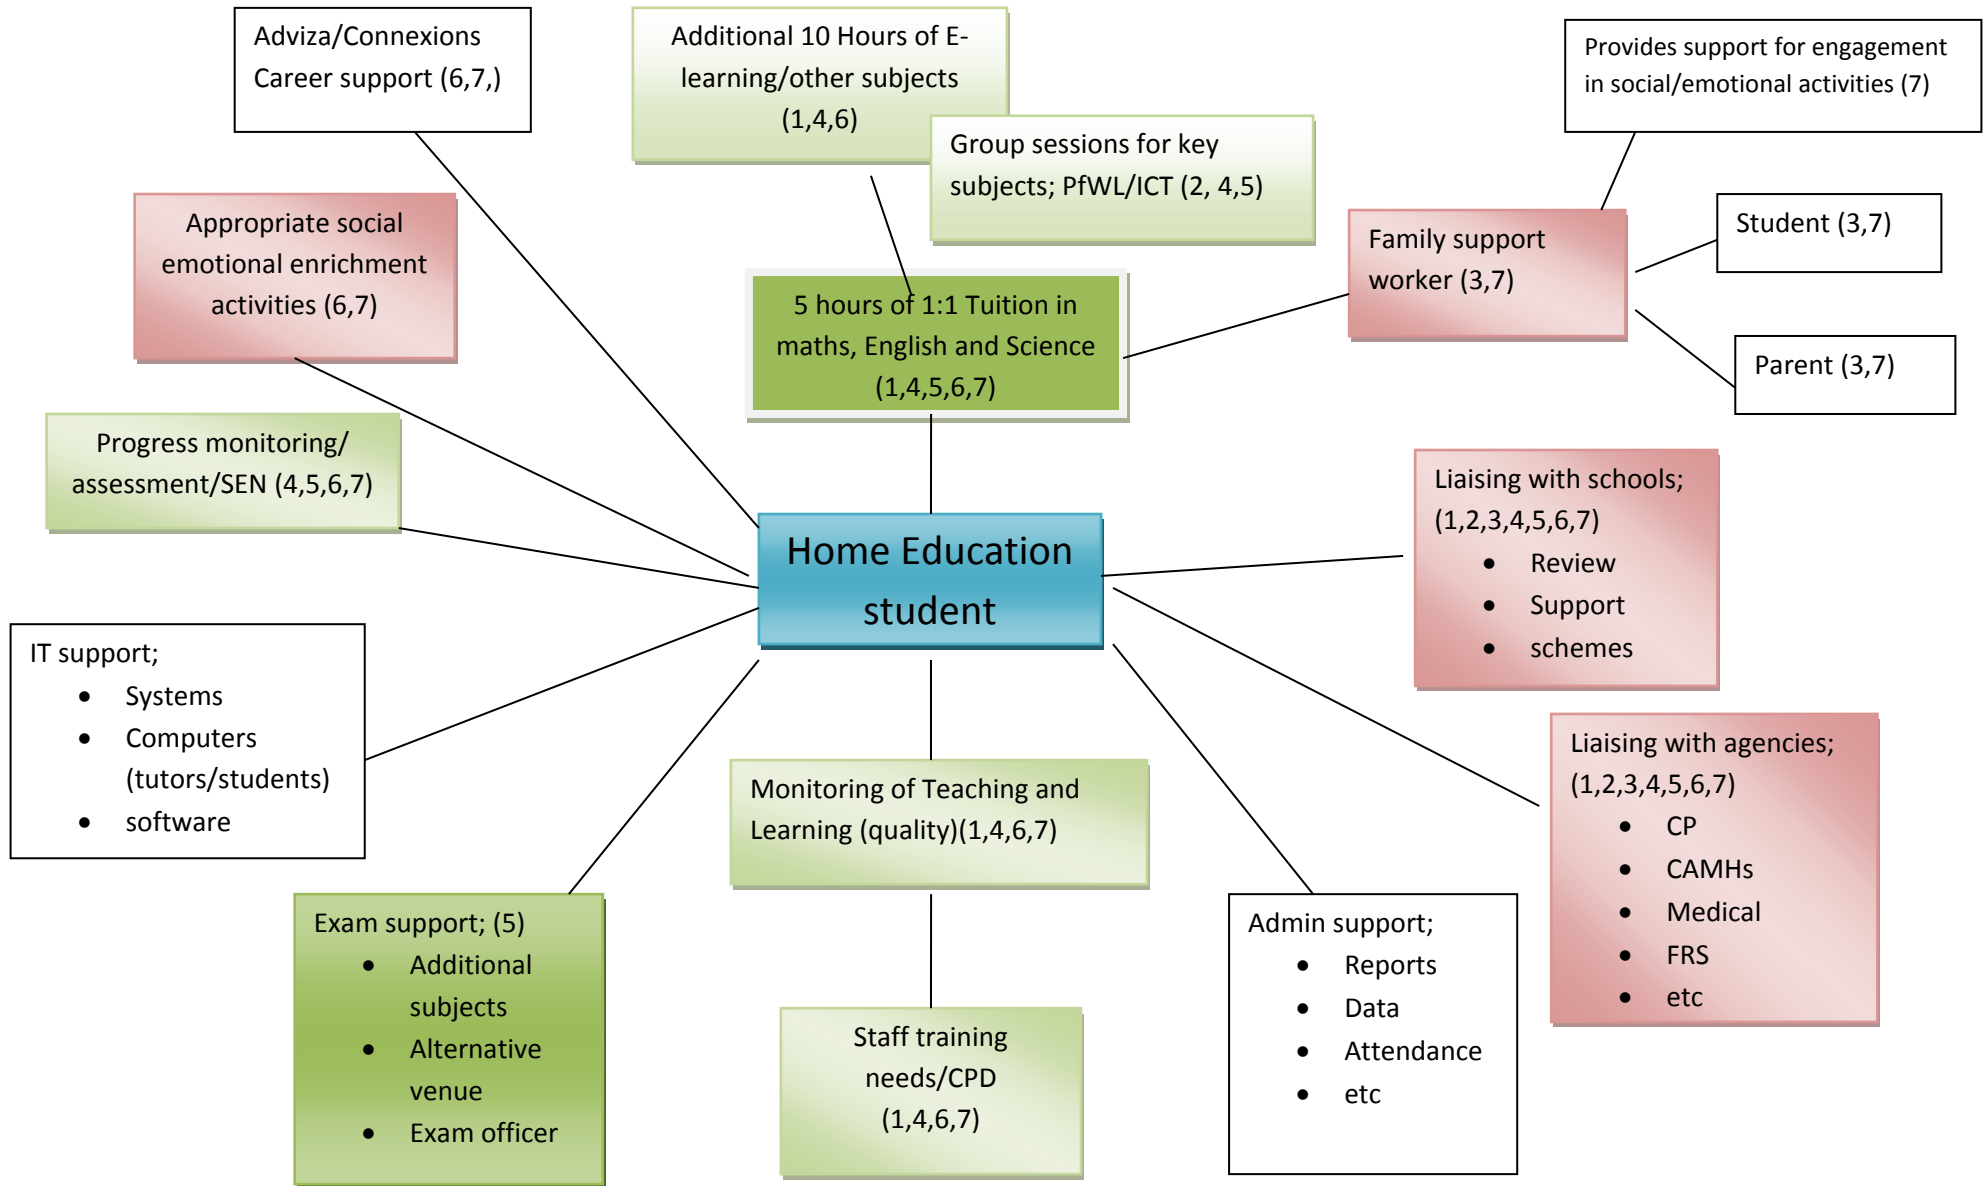 Adviza/Connexions
Career support (6,7,)
Additional 10 Hours of E-
learning/other subjects
(1,4,6)
Group sessions for key
subjects; PfWL/ICT (2, 4,5)
Provides support for engagement
in social/emotional activities (7)
Appropriate social
emotional enrichment
activities (6,7)
Family support
worker (3,7)
Student (3,7)
Parent (3,7)
5 hours of 1:1 Tuition in
maths, English and Science
(1,4,5,6,7)
Progress monitoring/
assessment/SEN (4,5,6,7)
Home Education
student
Liaising with schools;
(1,2,3,4,5,6,7)
• Review
• Support
• schemes
IT support;
• Systems
• Computers
(tutors/students)
• software
Liaising with agencies;
(1,2,3,4,5,6,7)
• CP
• CAMHs
• Medical
• FRS
• etc
Monitoring of Teaching and
Learning (quality)(1,4,6,7)
Exam support; (5)
• Additional
subjects
• Alternative
venue
• Exam officer
Staff training
needs/CPD
(1,4,6,7)
Admin support;
• Reports
• Data
• Attendance
• etc